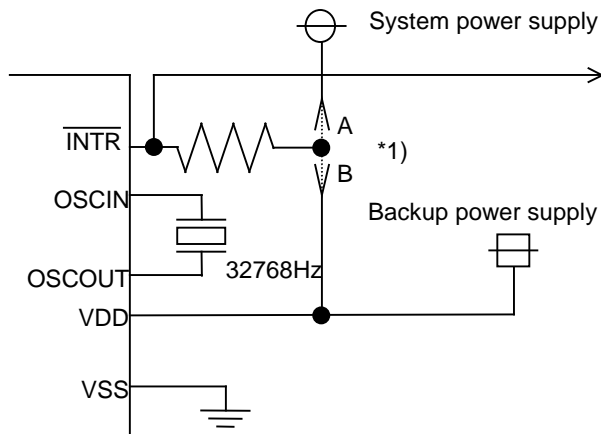 System power supply
A
INTR
*1)
B
OSCIN
Backup power supply
32768Hz
OSCOUT
VDD
VSS